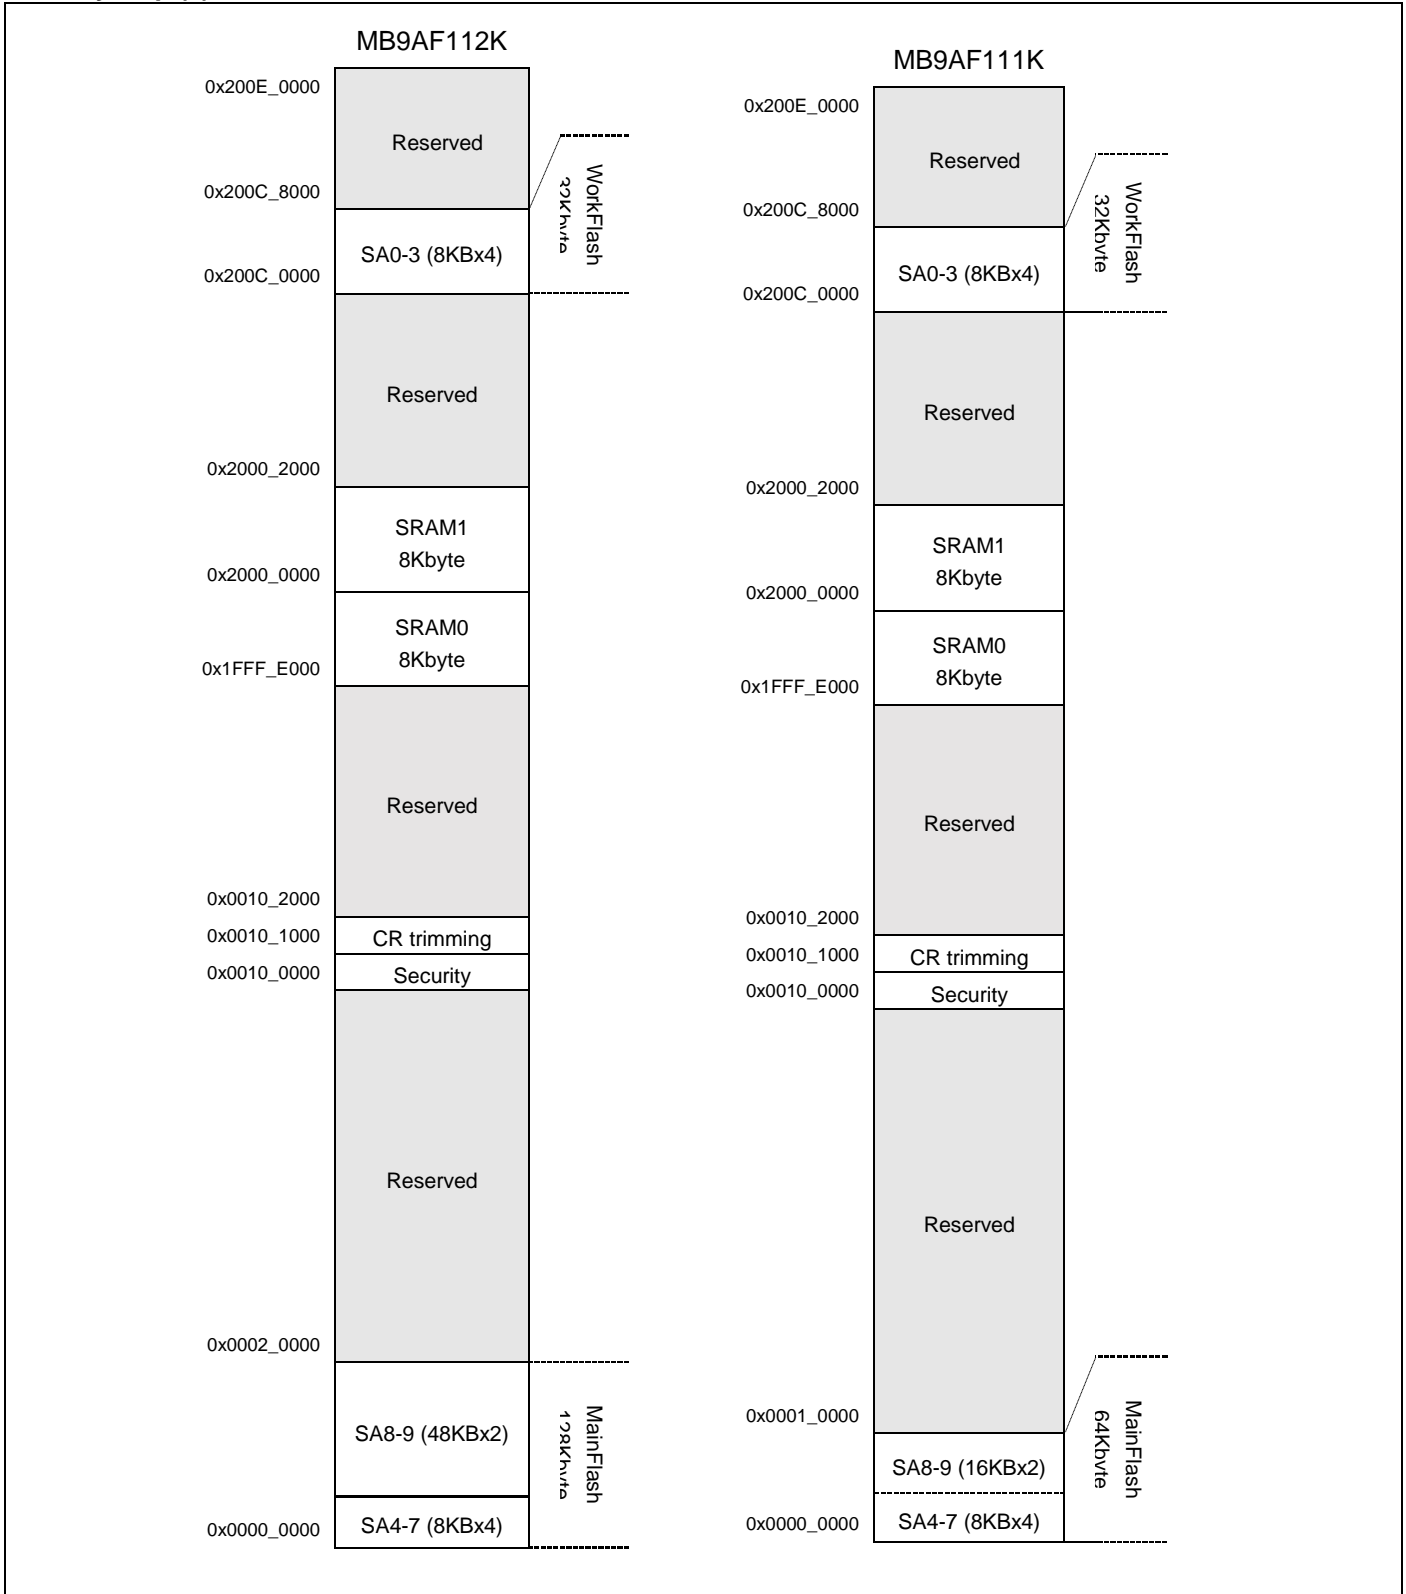 MB9AF112K
0x200E_0000
Reserved
0x200C_8000
WorkFlash
32Kbyte
SA0-3 (8KBx4)
0x200C_0000
Reserved
0x2000_2000
SRAM1
8Kbyte
0x2000_0000
SRAM0
8Kbyte
0x1FFF_E000
Reserved
0x0010_2000
0x0010_1000
CR trimming
0x0010_0000
Security
Reserved
0x0002_0000
SA8-9 (48KBx2)
MainFlash
128Kbyte
0x0000_0000
SA4-7 (8KBx4)
MB9AF111K
0x200E_0000
Reserved
0x200C_8000
WorkFlash
32Kbyte
SA0-3 (8KBx4)
0x200C_0000
Reserved
0x2000_2000
SRAM1
8Kbyte
0x2000_0000
SRAM0
8Kbyte
0x1FFF_E000
Reserved
0x0010_2000
0x0010_1000
CR trimming
0x0010_0000
Security
Reserved
0x0001_0000
SA8-9 (16KBx2)
MainFlash
64Kbyte
0x0000_0000
SA4-7 (8KBx4)